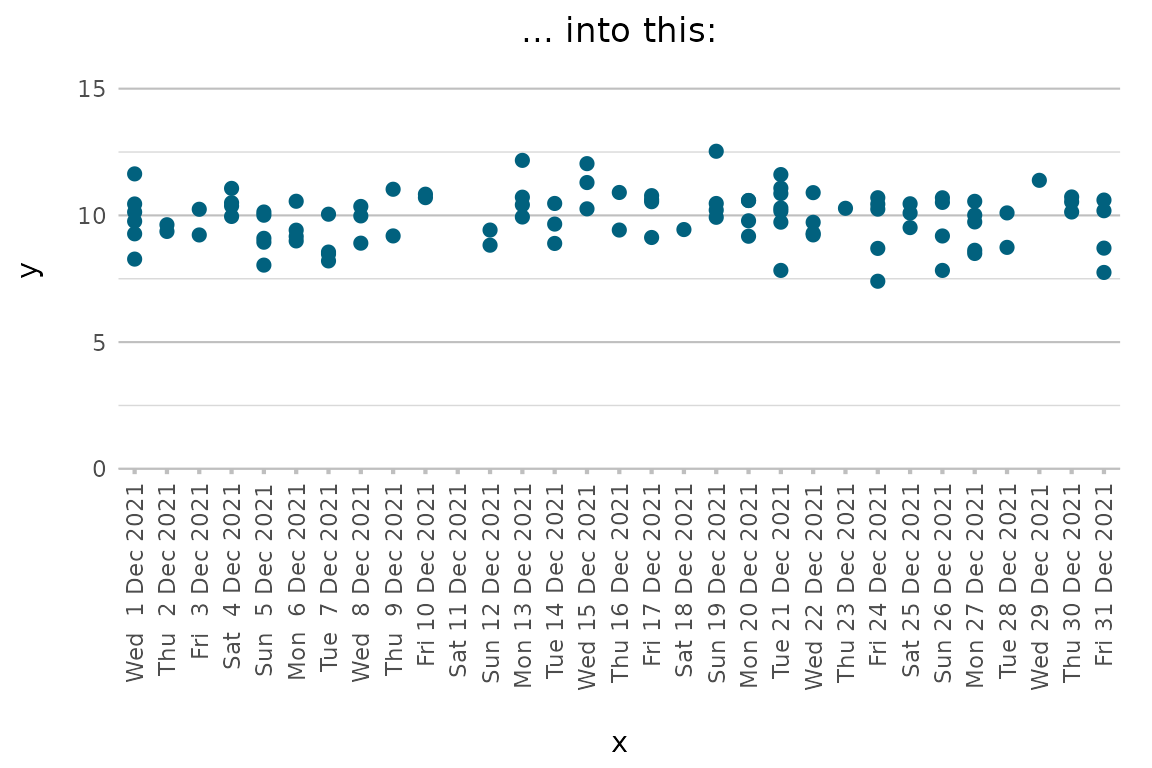 ... into this:
15
10
5
0
y
Wed  1 Dec 2021
Thu  2 Dec 2021
Fri  3 Dec 2021
Sat  4 Dec 2021
Sun  5 Dec 2021
Mon  6 Dec 2021
Tue  7 Dec 2021
Wed  8 Dec 2021
Thu  9 Dec 2021
Fri 10 Dec 2021
Sat 11 Dec 2021
Sun 12 Dec 2021
Mon 13 Dec 2021
Tue 14 Dec 2021
Wed 15 Dec 2021
Thu 16 Dec 2021
Fri 17 Dec 2021
Sat 18 Dec 2021
Sun 19 Dec 2021
Mon 20 Dec 2021
Tue 21 Dec 2021
Wed 22 Dec 2021
Thu 23 Dec 2021
Fri 24 Dec 2021
Sat 25 Dec 2021
Sun 26 Dec 2021
Mon 27 Dec 2021
Tue 28 Dec 2021
Wed 29 Dec 2021
Thu 30 Dec 2021
Fri 31 Dec 2021
x